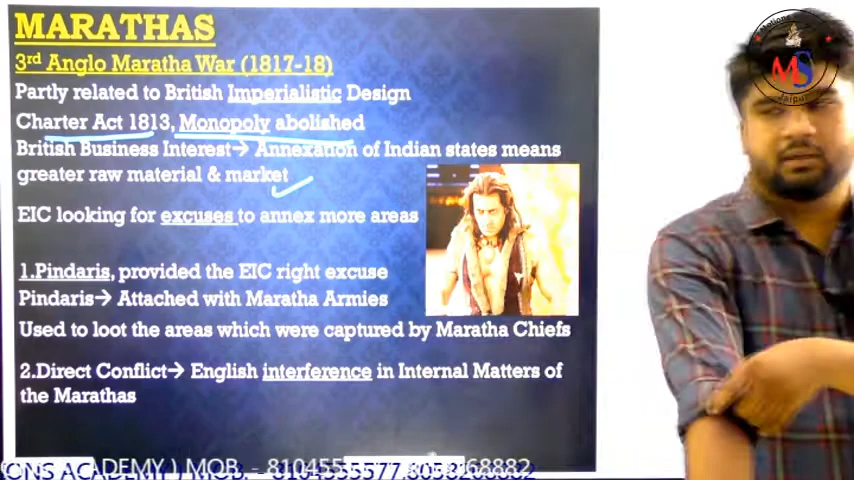 MARATHAS
3rd Anglo Maratha War (1817-18)
Partly related to British Imperialistic Design
Charter Act 1813, Monopoly abolished
British Business Interest→ Annexation of Indian states means
greater raw material & market
EIC looking for excuses to annex more areas
1.Pindaris, provided the EIC right excuse
Pindaris→ Attached with Maratha Armies
Used to loot the areas which were captured by Maratha Chiefs
2.Direct Conflict→ English interference in Internal Matters of
the Marathas
MS
Jaipur
ADEMY ) MOB. -